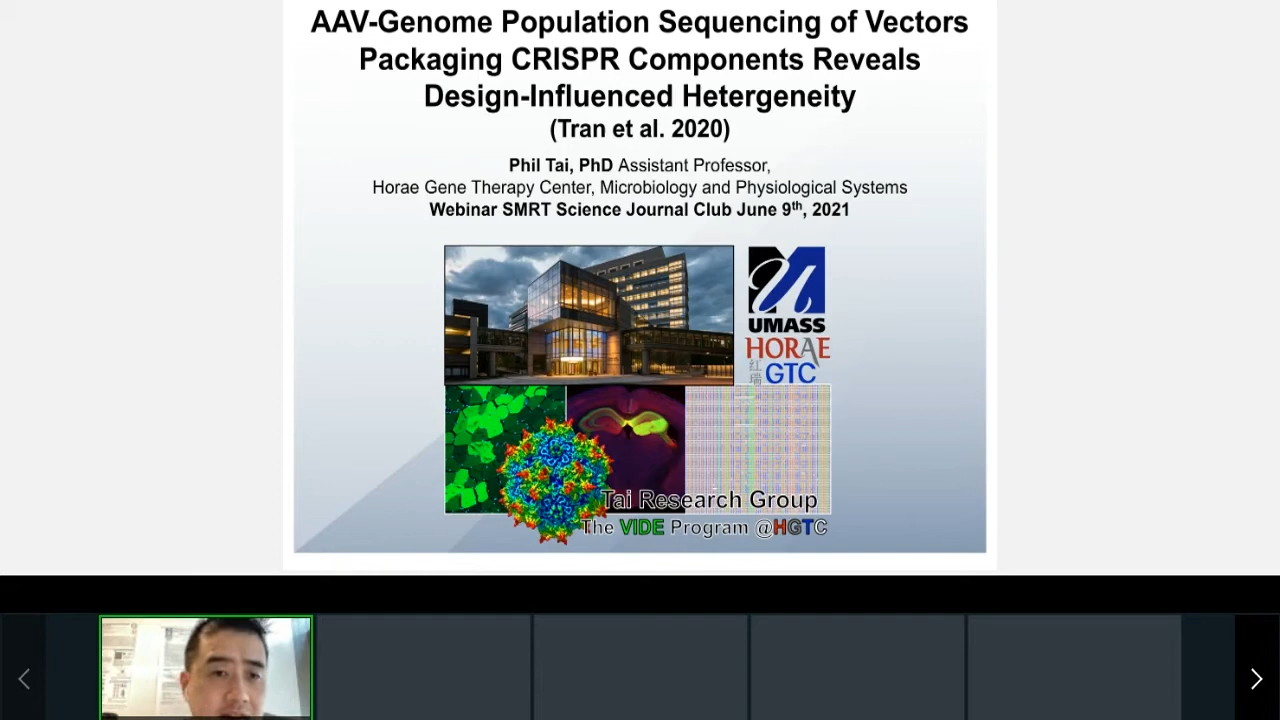 AAV-Genome Population Sequencing of Vectors
Packaging CRISPR Components Reveals
Design-Influenced Hetergeneity
(Tran et al. 2020)
Phil Tai, PhD Assistant Professor,
Horae Gene Therapy Center, Microbiology and Physiological Systems
Webinar SMRT Science Journal Club June 9th, 2021
UMASS
HORAE
红瑞
GTC
Tai Research Group
The VIDE Program @HGTC